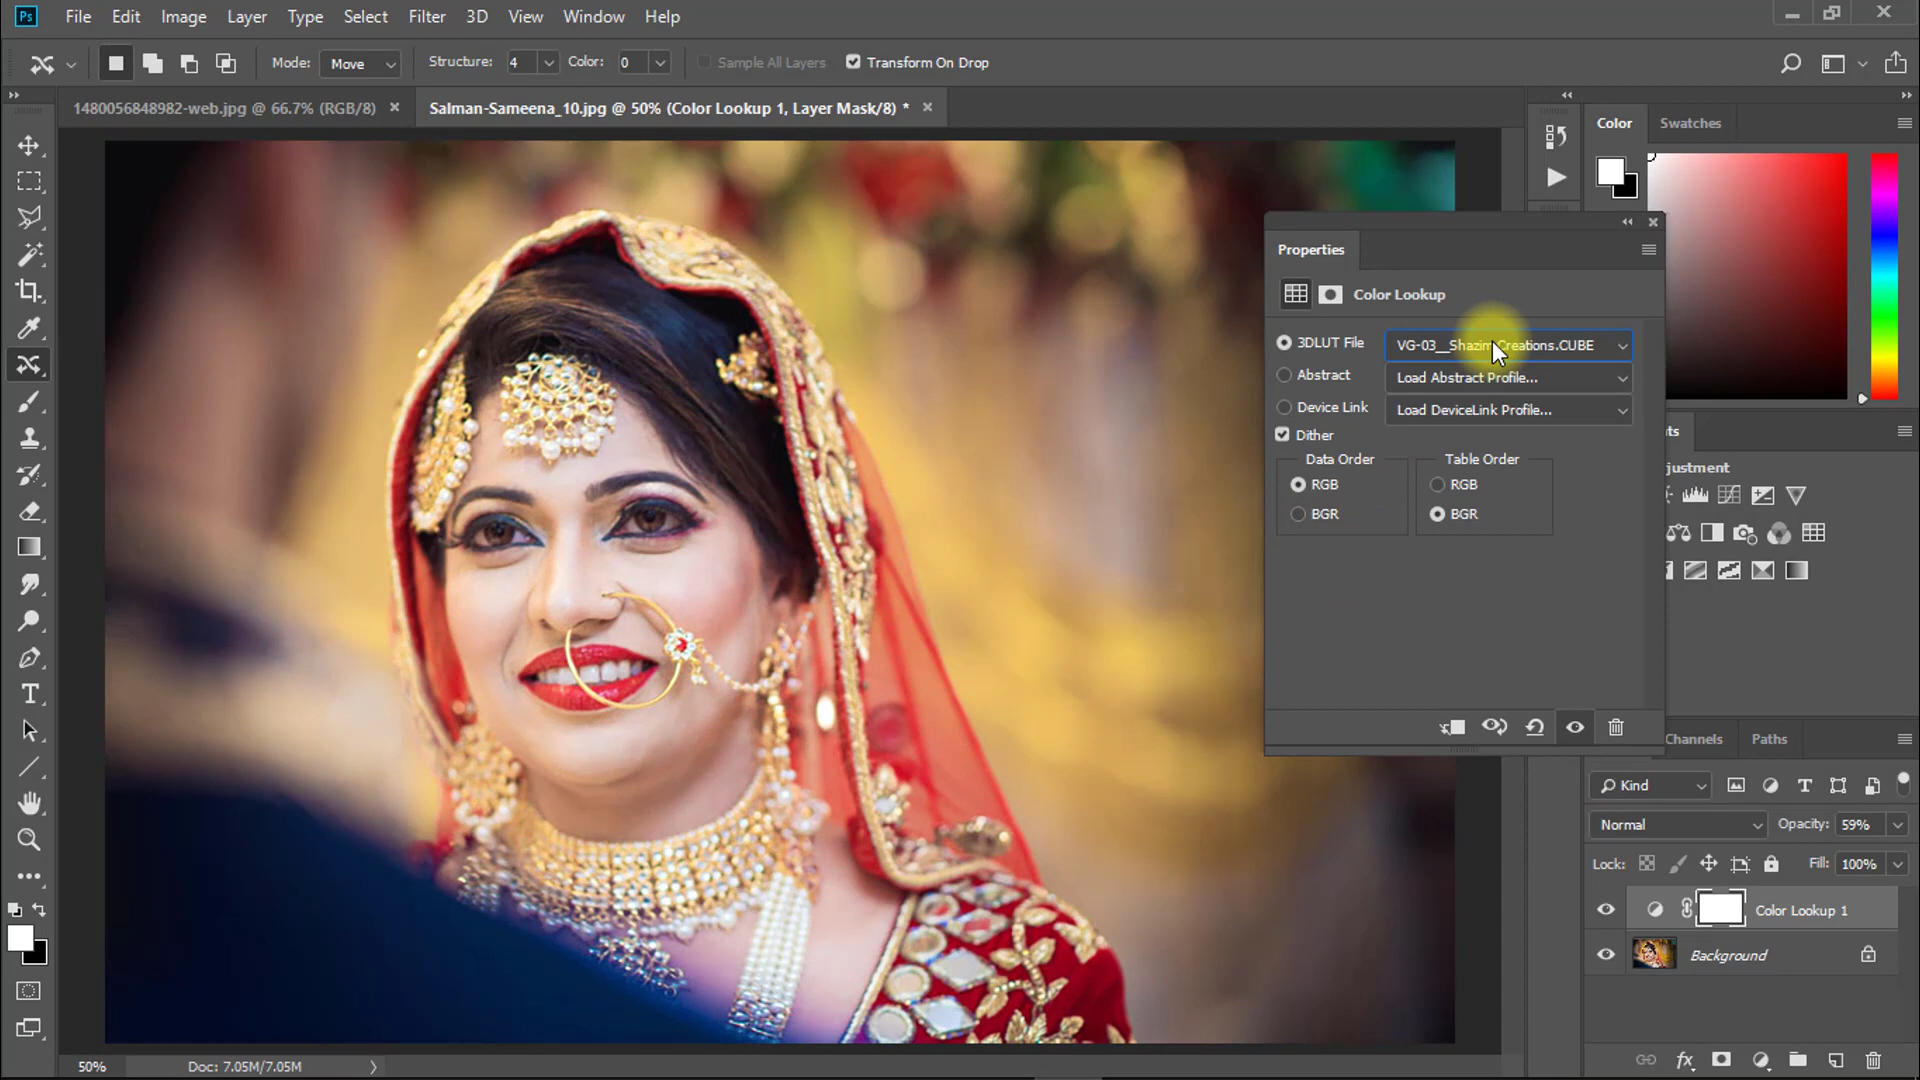 Ps File Edit Image Layer Type Select Filter 3D View Window Help
Mode: Move Structure: 4 Color: 0 Sample All Layers Transform On Drop
1480056848982-web.jpg @ 66.7% (RGB/8) Salman-Sameena_10.jpg @ 50% (Color Lookup 1, Layer Mask/8) *
Color Swatches
Properties
Color Lookup
3DLUT File VG-03__Shazim Creations.CUBE
Abstract Load Abstract Profile...
Device Link Load DeviceLink Profile...
Dither
Data Order Table Order
RGB RGB
BGR BGR
nts
djustment
Channels Paths
Kind
Normal Opacity: 59%
Lock: Fill: 100%
Color Lookup 1
Background
50% Doc: 7.05M/7.05M
fx